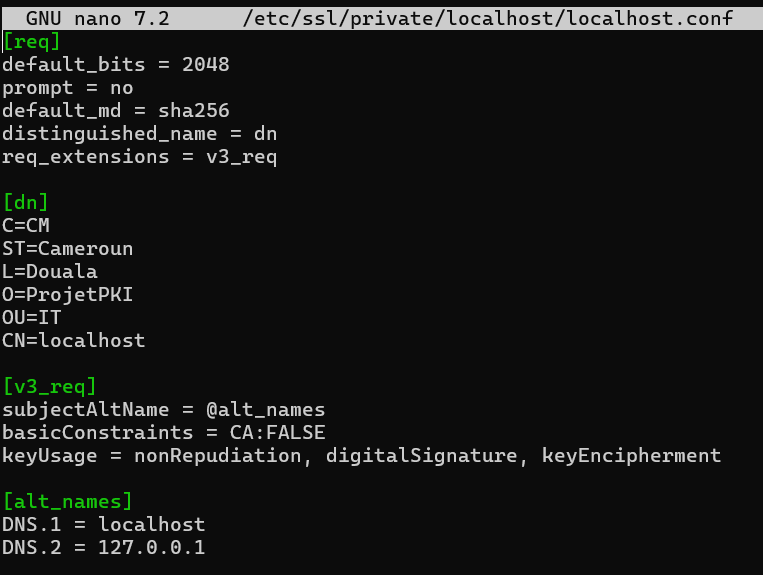 GNU nano 7.2 /etc/ssl/private/localhost/localhost.conf
[req]
default_bits = 2048
prompt = no
default_md = sha256
distinguished_name = dn
req_extensions = v3_req
[dn]
C=CM
ST=Cameroun
L=Douala
O=ProjetPKI
OU=IT
CN=localhost
[v3_req]
subjectAltName = @alt_names
basicConstraints = CA:FALSE
keyUsage = nonRepudiation, digitalSignature, keyEncipherment
[alt_names]
DNS.1 = localhost
DNS.2 = 127.0.0.1